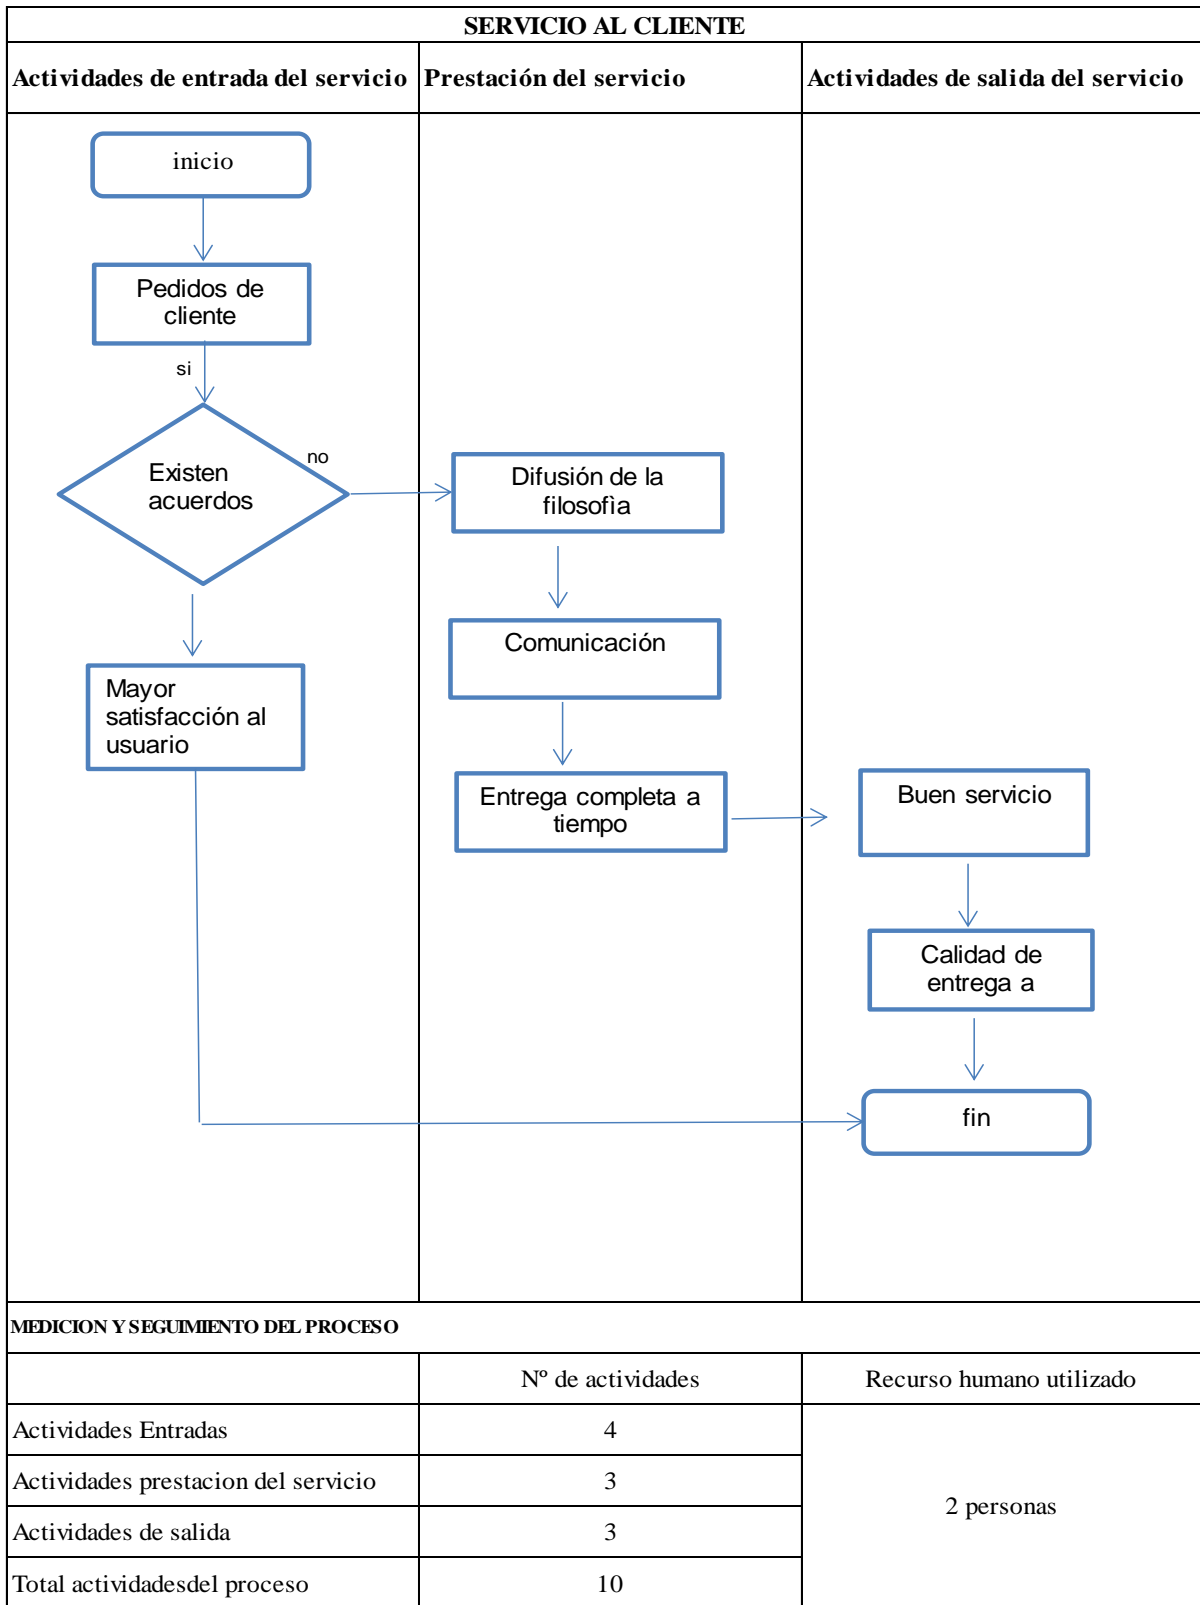 SERVICIO AL CLIENTE
Actividades de entrada del servicio
Prestación del servicio
Actividades de salida del servicio
inicio
Pedidos de
cliente
si
Existen
acuerdos
no
Difusión de la
filosofìa
Comunicación
Mayor
satisfacción al
usuario
Entrega completa a
tiempo
Buen servicio
Calidad de
entrega a
fin
MEDICION Y SEGUIMIENTO DEL PROCESO
Nº de actividades
Recurso humano utilizado
Actividades Entradas
4
Actividades prestacion del servicio
3
2 personas
Actividades de salida
3
Total actividadesdel proceso
10